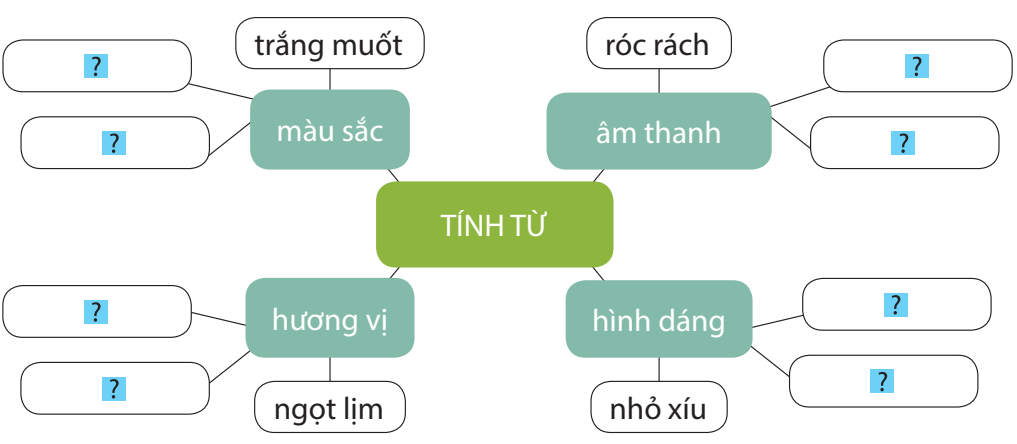 trắng muốt
róc rách
?
?
màu sắc
âm thanh
?
?
TÍNH TỪ
?
?
hương vị
hình dáng
?
?
ngọt lịm
nhỏ xíu